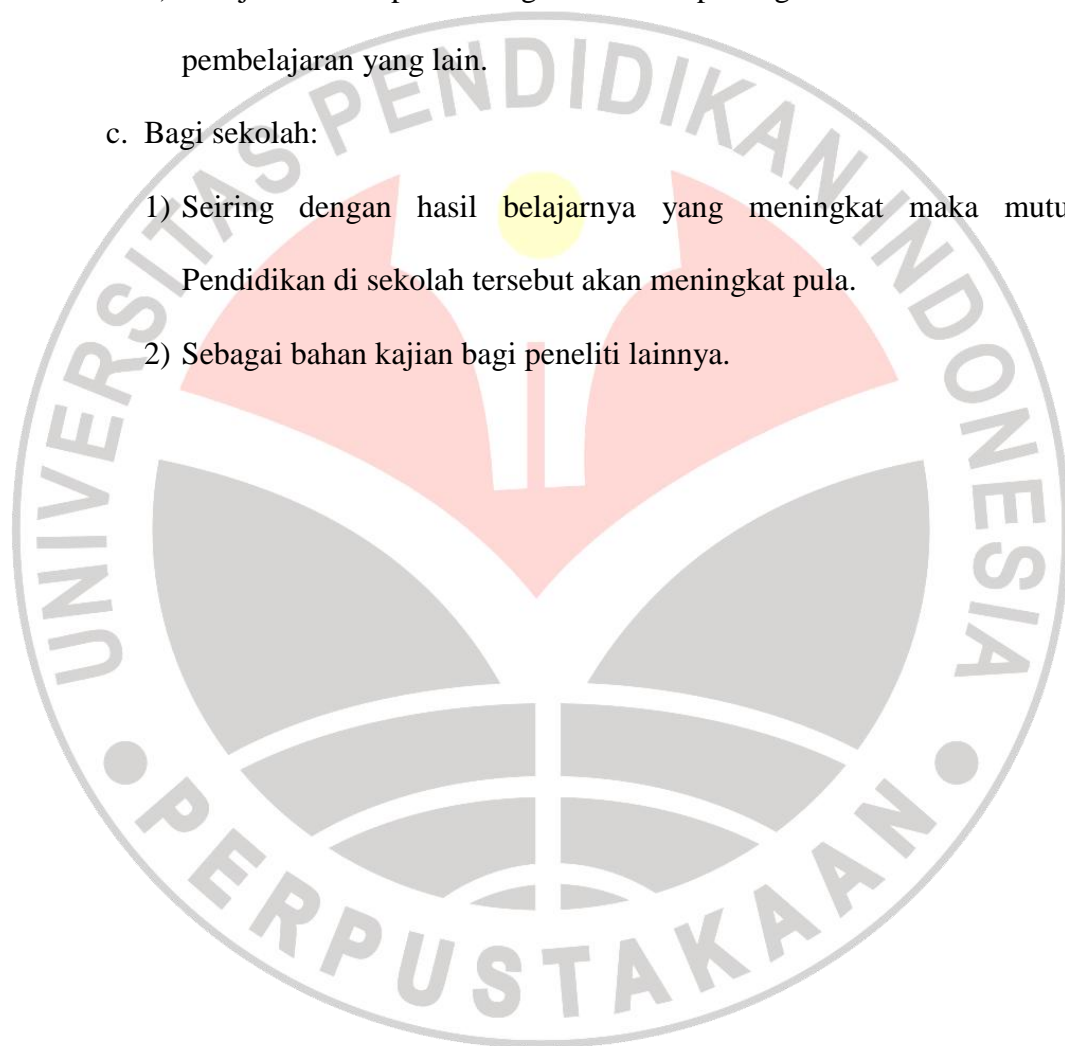 pembelajaran yang lain.
c. Bagi sekolah:
1) Seiring dengan hasil belajarnya yang meningkat maka mutu
Pendidikan di sekolah tersebut akan meningkat pula.
2) Sebagai bahan kajian bagi peneliti lainnya.
UNIVERSITAS PENDIDIKAN INDONESIA
PERPUSTAKAAN